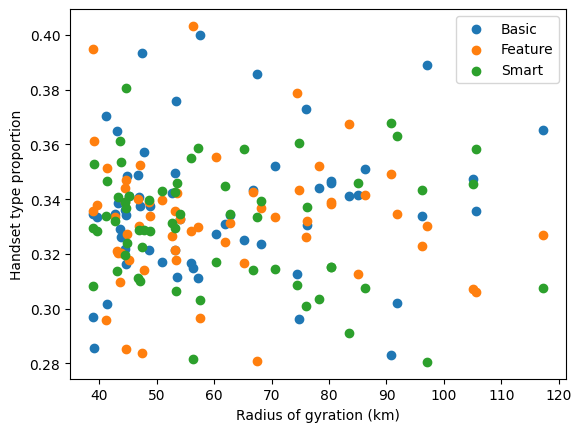 0.40
0.38
0.36
0.34
0.32
0.30
0.28
Handset type proportion
Basic
Feature
Smart
40 50 60 70 80 90 100 110 120
Radius of gyration (km)